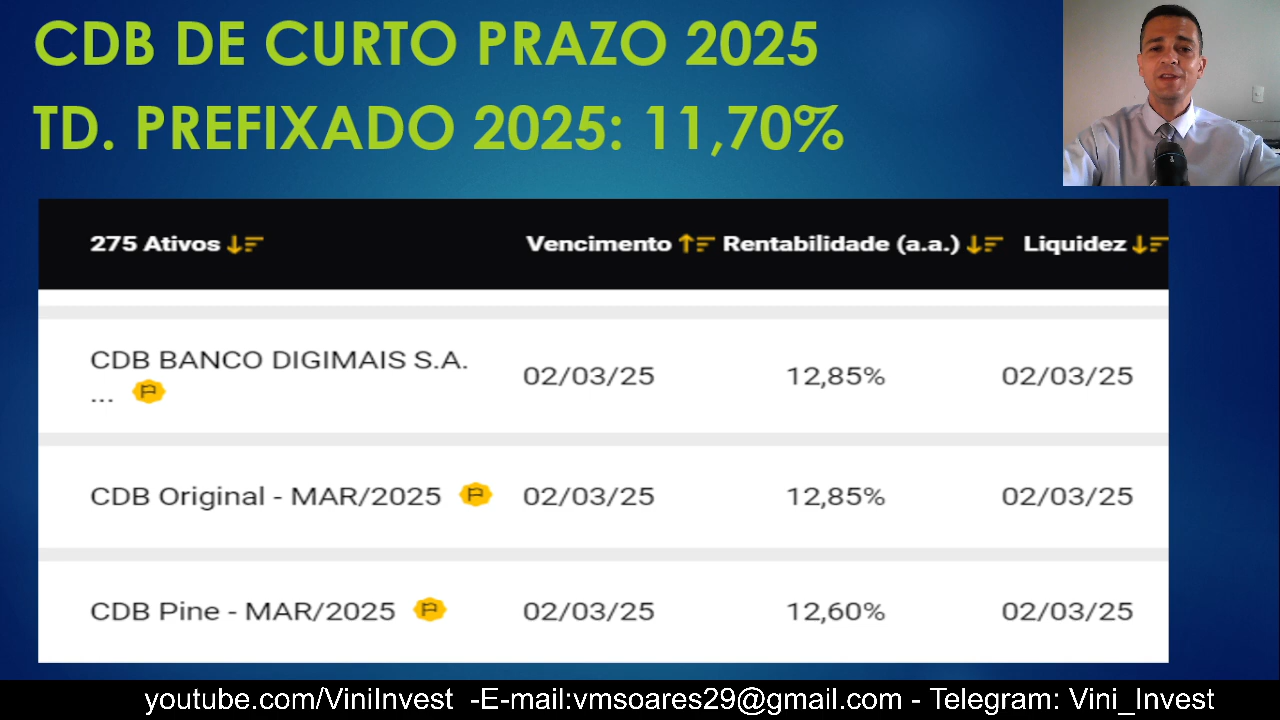 CDB DE CURTO PRAZO 2025
TD. PREFIXADO 2025: 11,70%
275 Ativos Vencimento Rentabilidade (a.a.) Liquidez
CDB BANCO DIGIMAIS S.A.
... 02/03/25 12,85% 02/03/25
CDB Original - MAR/2025 02/03/25 12,85% 02/03/25
CDB Pine - MAR/2025 02/03/25 12,60% 02/03/25
youtube.com/ViniInvest -E-mail:vmsoares29@gmail.com - Telegram: Vini_Invest